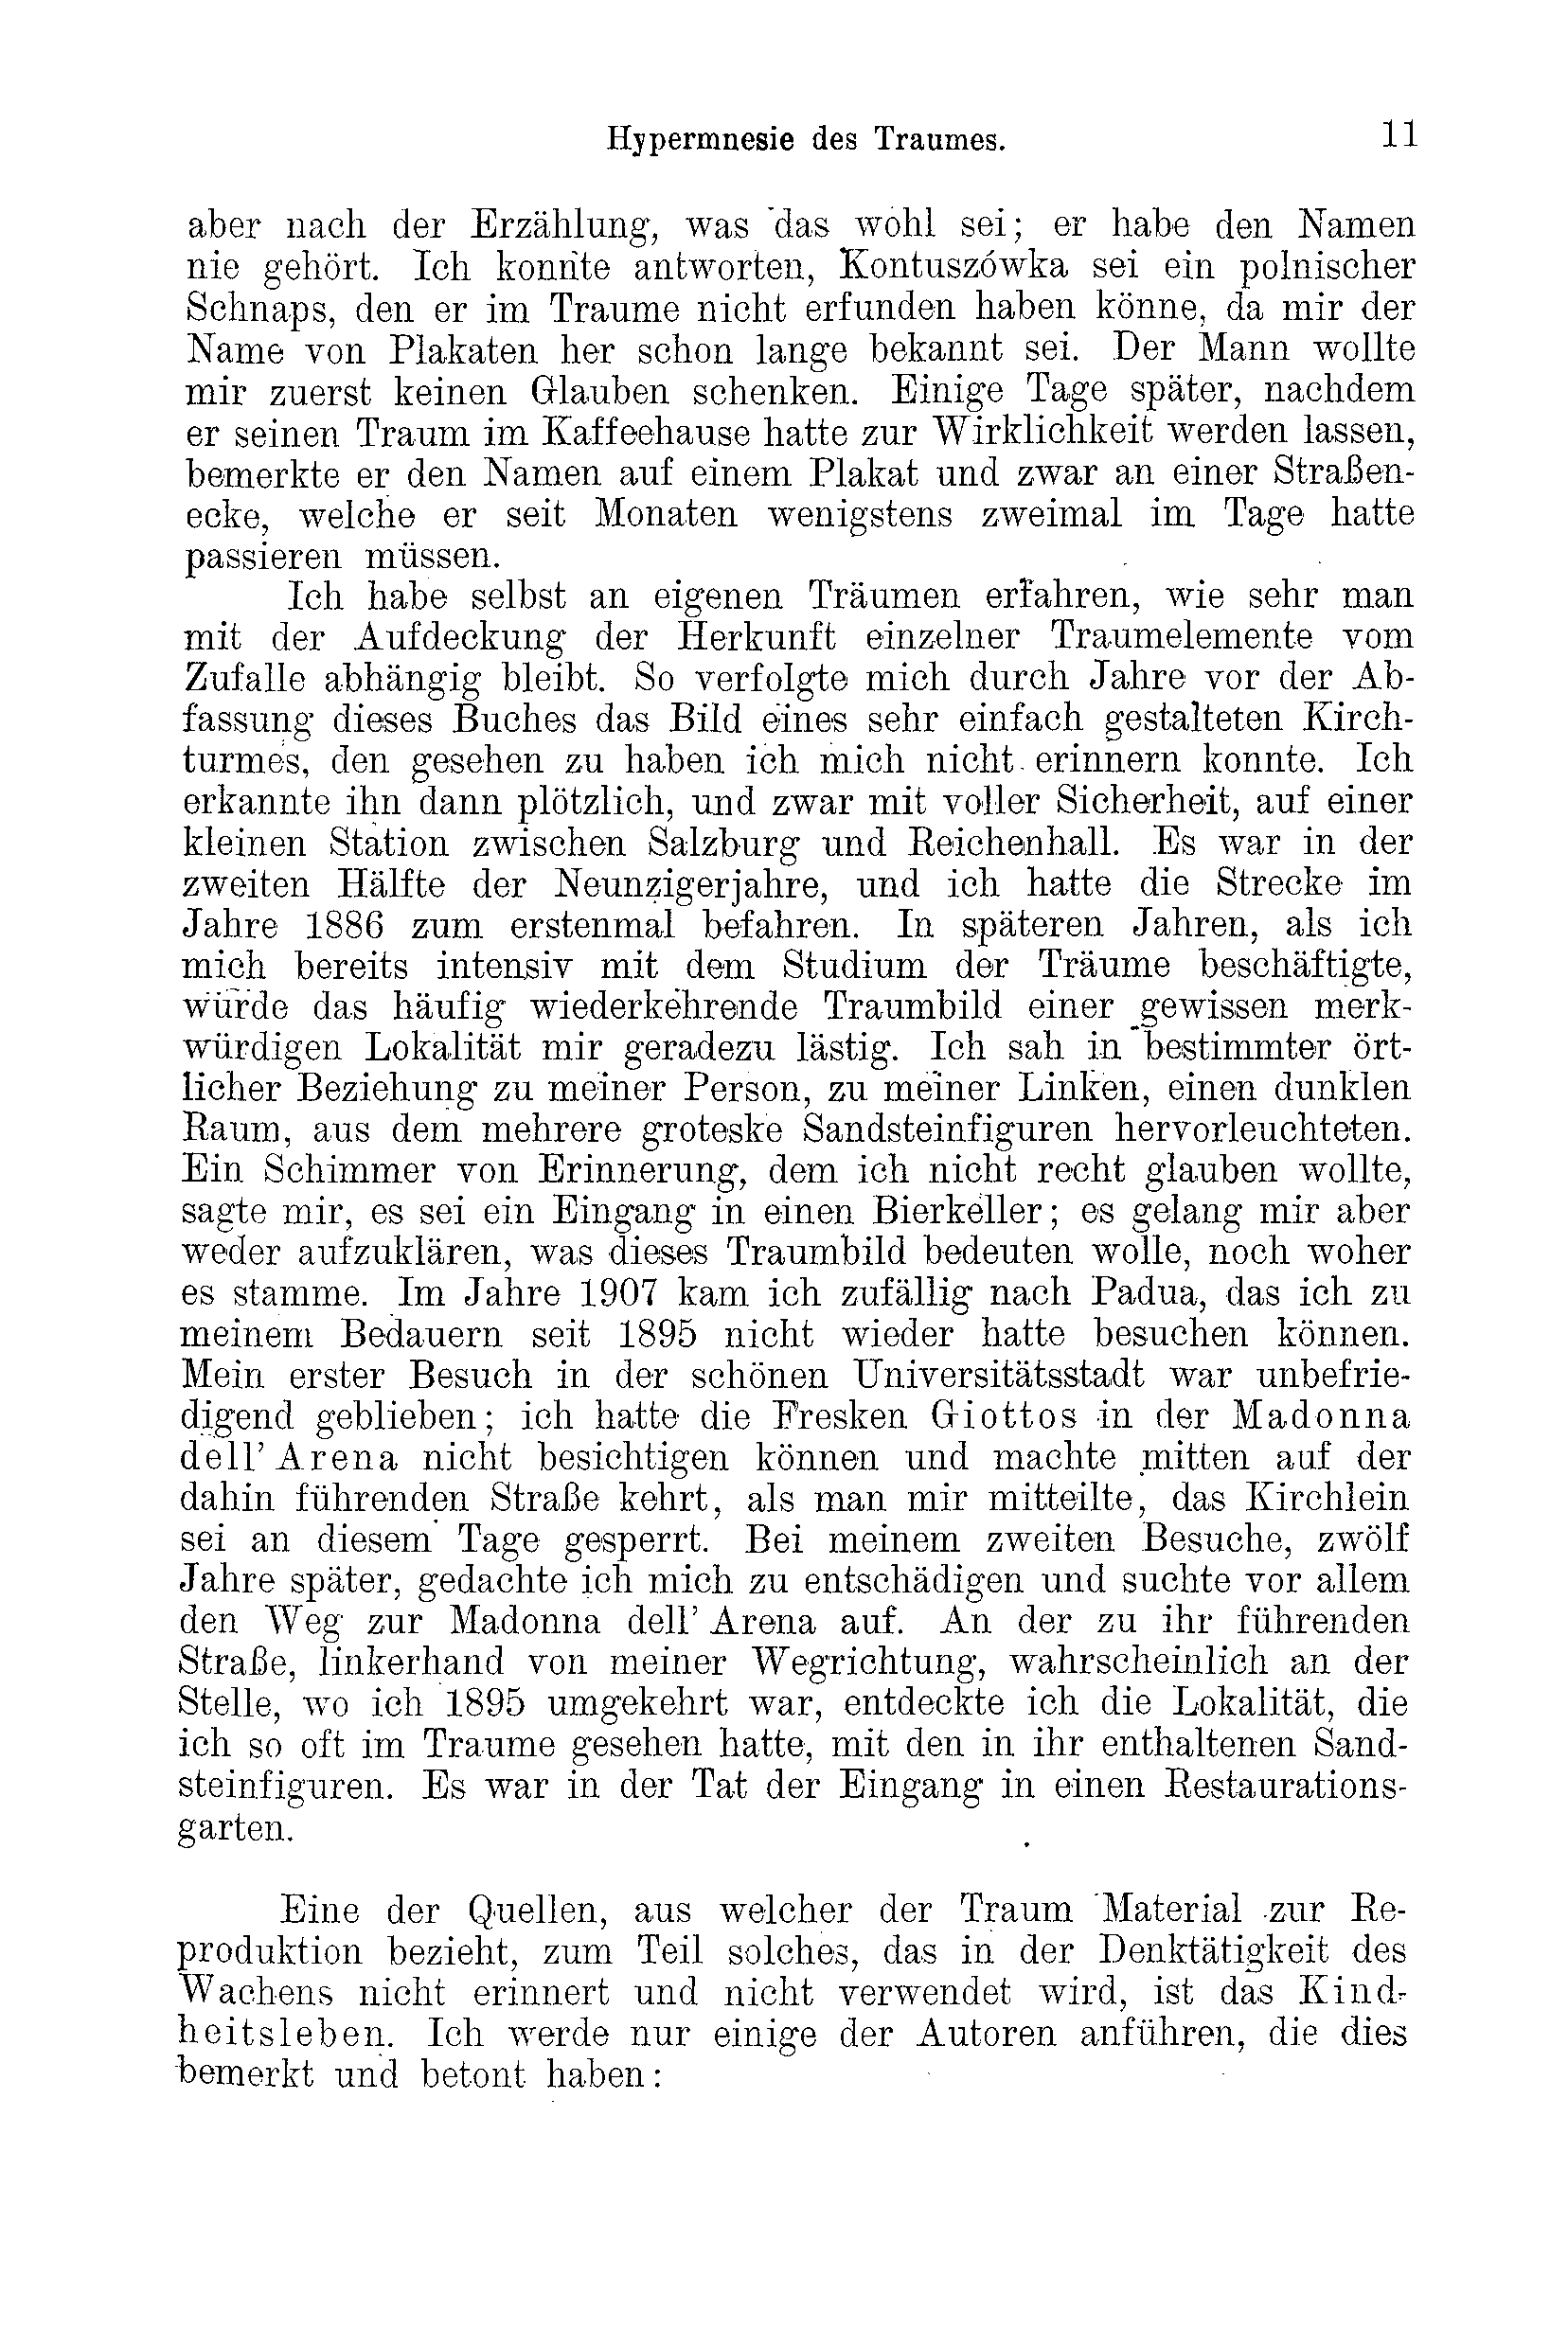 Hypermnesie des Traumes. 11
aber nach der Erzählung, was das wohl sei; er habe den Namen
nie gehört. Ich konnte antworten, Kontuszówka sei ein polnischer
Schnaps, den er im Traume nicht erfunden haben könne, da mir der
Name von Plakaten her schon lange bekannt sei. Der Mann wollte
mir zuerst keinen Glauben schenken. Einige Tage später, nachdem
er seinen Traum im Kaffeehause hatte zur Wirklichkeit werden lassen,
bemerkte er den Namen auf einem Plakat und zwar an einer Straßen-
ecke, welche er seit Monaten wenigstens zweimal im Tage hatte
passieren müssen.
Ich habe selbst an eigenen Träumen erfahren, wie sehr man
mit der Aufdeckung der Herkunft einzelner Traumelemente vom
Zufalle abhängig bleibt. So verfolgte mich durch Jahre vor der Ab-
fassung dieses Buches das Bild eines sehr einfach gestalteten Kirch-
turmes, den gesehen zu haben ich mich nicht erinnern konnte. Ich
erkannte ihn dann plötzlich, und zwar mit voller Sicherheit, auf einer
kleinen Station zwischen Salzburg und Reichenhall. Es war in der
zweiten Hälfte der Neunzigerjahre, und ich hatte die Strecke im
Jahre 1886 zum erstenmal befahren. In späteren Jahren, als ich
mich bereits intensiv mit dem Studium der Träume beschäftigte,
würde das häufig wiederkehrende Traumbild einer gewissen merk-
würdigen Lokalität mir geradezu lästig. Ich sah in bestimmter ört-
licher Beziehung zu meiner Person, zu meiner Linken, einen dunklen
Raum, aus dem mehrere groteske Sandsteinfiguren hervorleuchteten.
Ein Schimmer von Erinnerung, dem ich nicht recht glauben wollte,
sagte mir, es sei ein Eingang in einen Bierkeller; es gelang mir aber
weder aufzuklären, was dieses Traumbild bedeuten wolle, noch woher
es stamme. Im Jahre 1907 kam ich zufällig nach Padua, das ich zu
meinem Bedauern seit 1895 nicht wieder hatte besuchen können.
Mein erster Besuch in der schönen Universitätsstadt war unbefrie-
digend geblieben; ich hatte die Fresken Giottos in der Madonna
dell' Arena nicht besichtigen können und machte mitten auf der
dahin führenden Straße kehrt, als man mir mitteilte, das Kirchlein
sei an diesem Tage gesperrt. Bei meinem zweiten Besuche, zwölf
Jahre später, gedachte ich mich zu entschädigen und suchte vor allem
den Weg zur Madonna dell' Arena auf. An der zu ihr führenden
Straße, linkerhand von meiner Wegrichtung, wahrscheinlich an der
Stelle, wo ich 1895 umgekehrt war, entdeckte ich die Lokalität, die
ich so oft im Traume gesehen hatte, mit den in ihr enthaltenen Sand-
steinfiguren. Es war in der Tat der Eingang in einen Restaurations-
garten.
Eine der Quellen, aus welcher der Traum Material zur Re-
produktion bezieht, zum Teil solches, das in der Denktätigkeit des
Wachens nicht erinnert und nicht verwendet wird, ist das Kind-
heitsleben. Ich werde nur einige der Autoren anführen, die dies
bemerkt und betont haben: